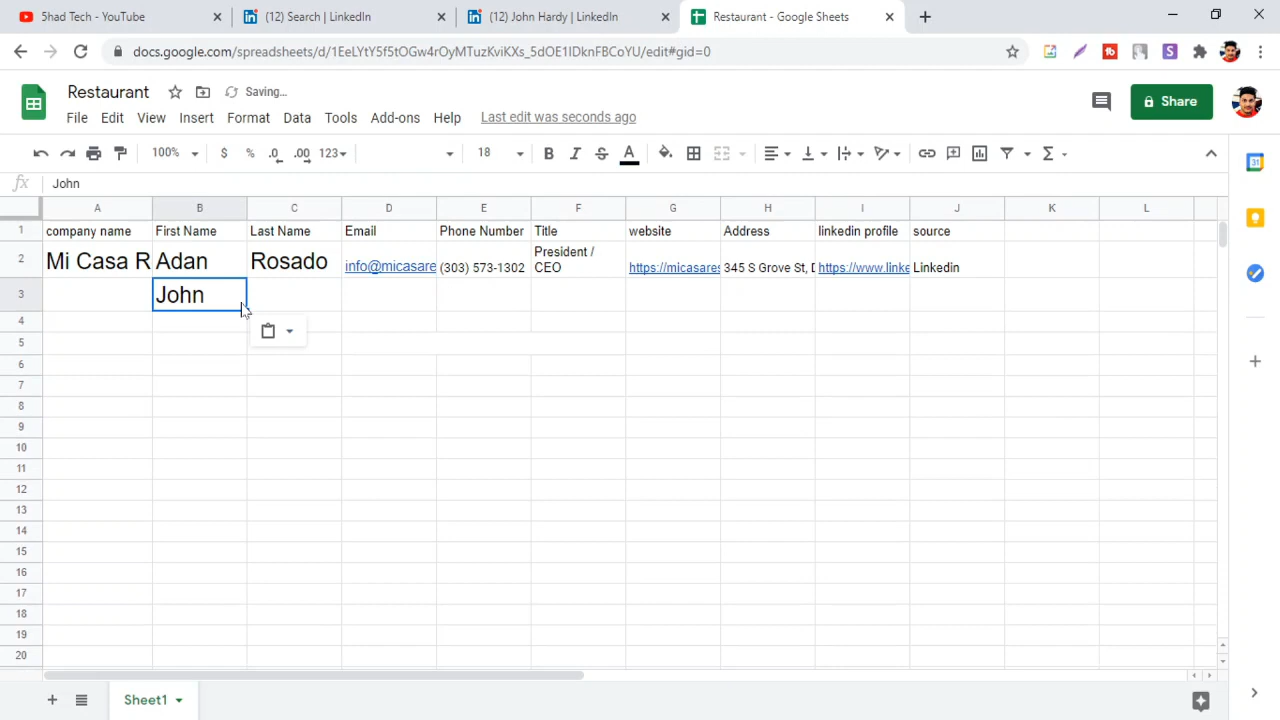 5had Tech - YouTube
(12) Search | LinkedIn
(12) John Hardy | LinkedIn
Restaurant - Google Sheets
docs.google.com/spreadsheets/d/1EeLYtY5f5tOGw4rOyMTuzKviKXs_5dOE1lDknFBCoYU/edit#gid=0
Restaurant
Saving...
File Edit View Insert Format Data Tools Add-ons Help Last edit was seconds ago
Share
100% $ % .0 .00 123 18 B I S A
fx John
A B C D E F G H I J K L
1 company name First Name Last Name Email Phone Number Title website Address linkedin profile source
2 Mi Casa R Adan Rosado info@micasare (303) 573-1302 President / CEO https://micasares 345 S Grove St, D https://www.linke Linkedin
3 John
4
5
6
7
8
9
10
11
12
13
14
15
16
17
18
19
20
Sheet1